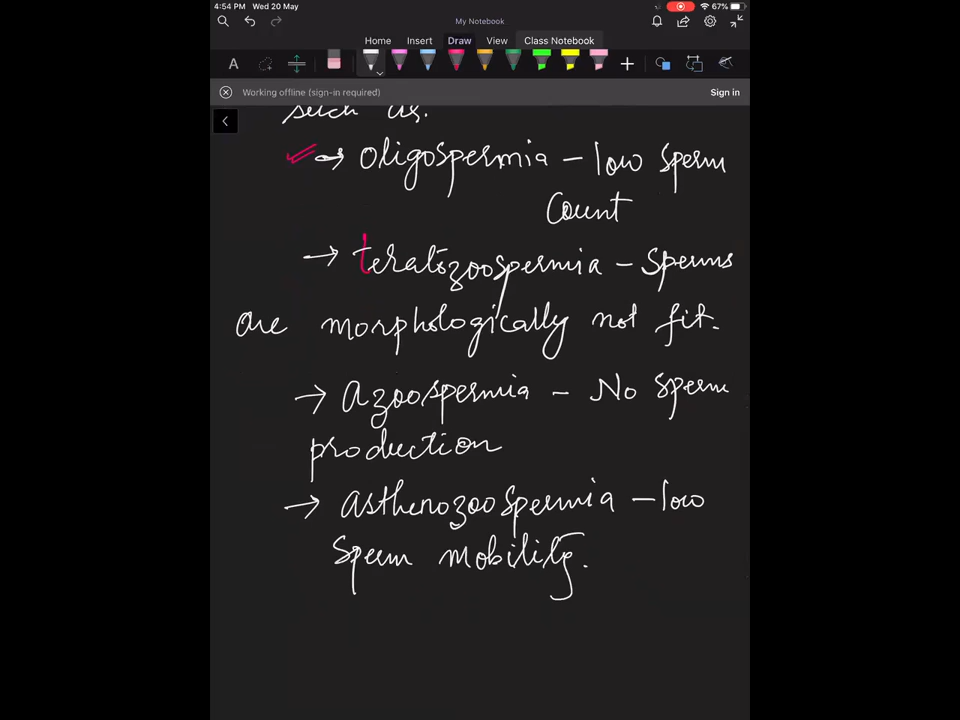 4:54 PM Wed 20 May
67%
My Notebook
Home Insert Draw View Class Notebook
A
Working offline (sign-in required) Sign in
such as.
→ oligospermia – low sperm
count
→ teratozoospermia – sperms
are morphologically not fit.
→ Azoospermia – No sperm
production
→ asthenozoospermia – low
sperm mobility.